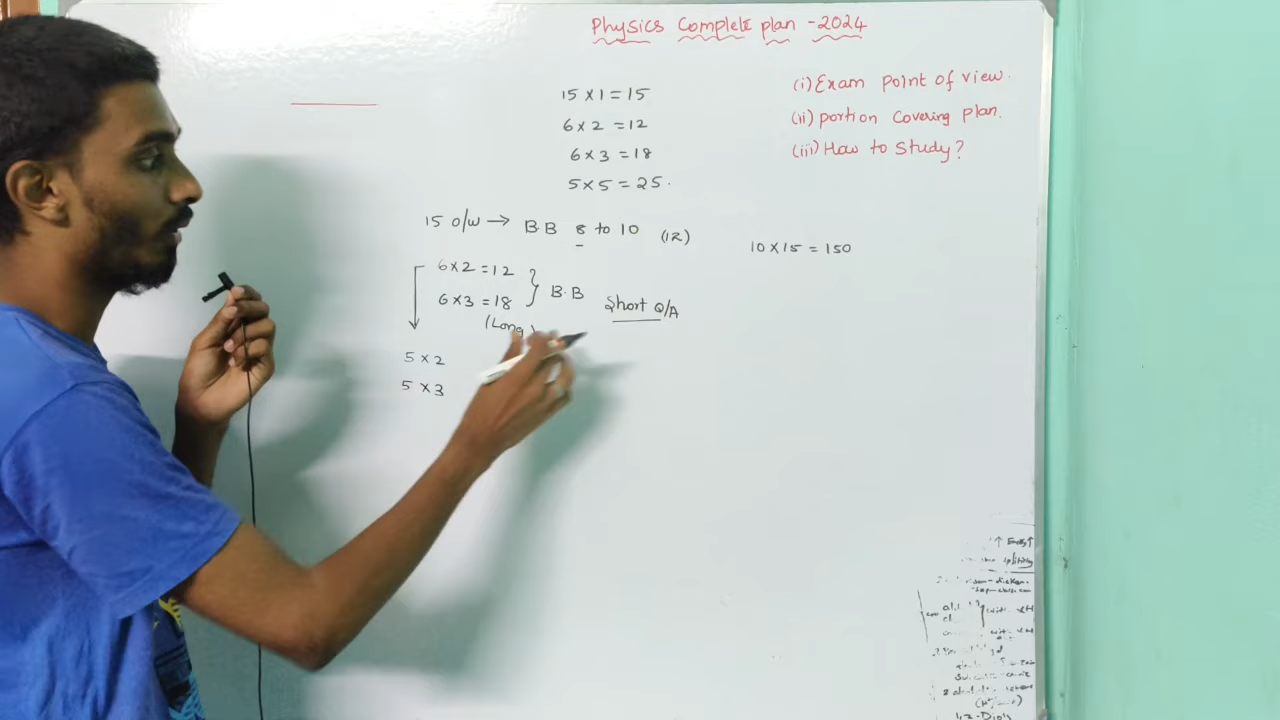 Physics Complete plan - 2024
15 x 1 = 15
6 x 2 = 12
6 x 3 = 18
5 x 5 = 25.
(i) Exam point of view.
(ii) portion covering plan.
(iii) How to study?
15 o/w → B.B 8 to 10 (12)
10 x 15 = 150
6 x 2 = 12
6 x 3 = 18 } B.B Short Q/A
(Long)
5 x 2
5 x 3